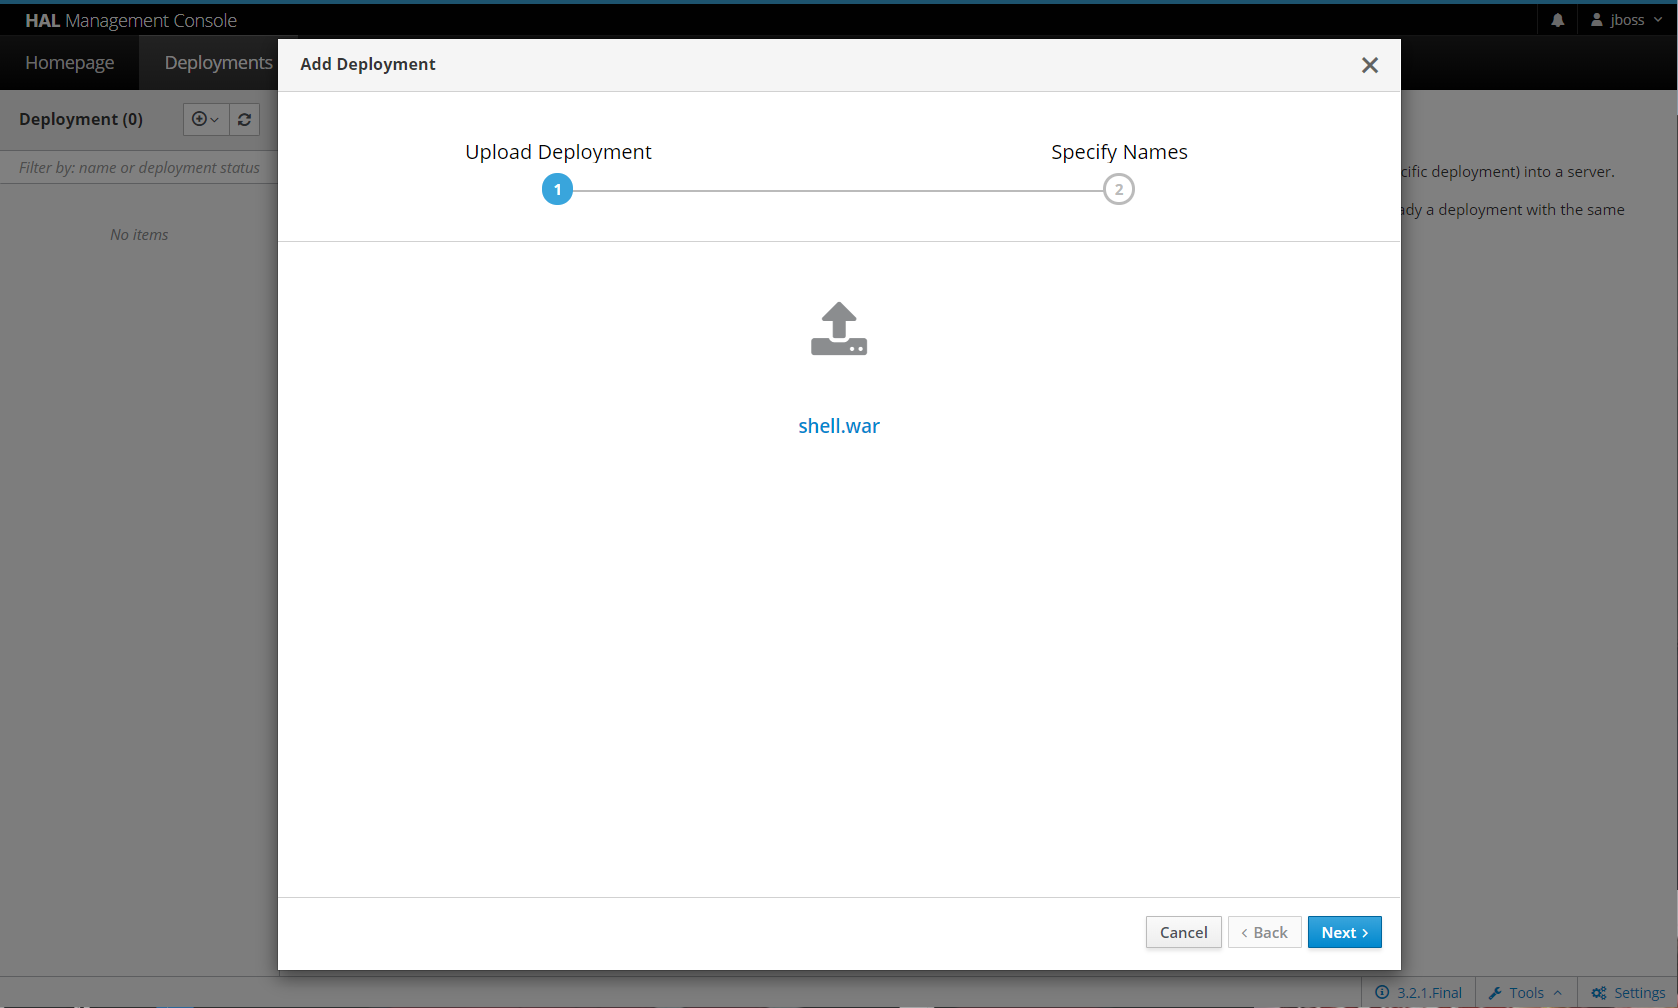 HAL Management Console
jboss
Homepage
Deployments
Add Deployment
Deployment (0)
Filter by: name or deployment status
No items
Upload Deployment
Specify Names
1
2
shell.war
cific deployment) into a server.
ady a deployment with the same
Cancel
Back
Next
3.2.1.Final
Tools
Settings